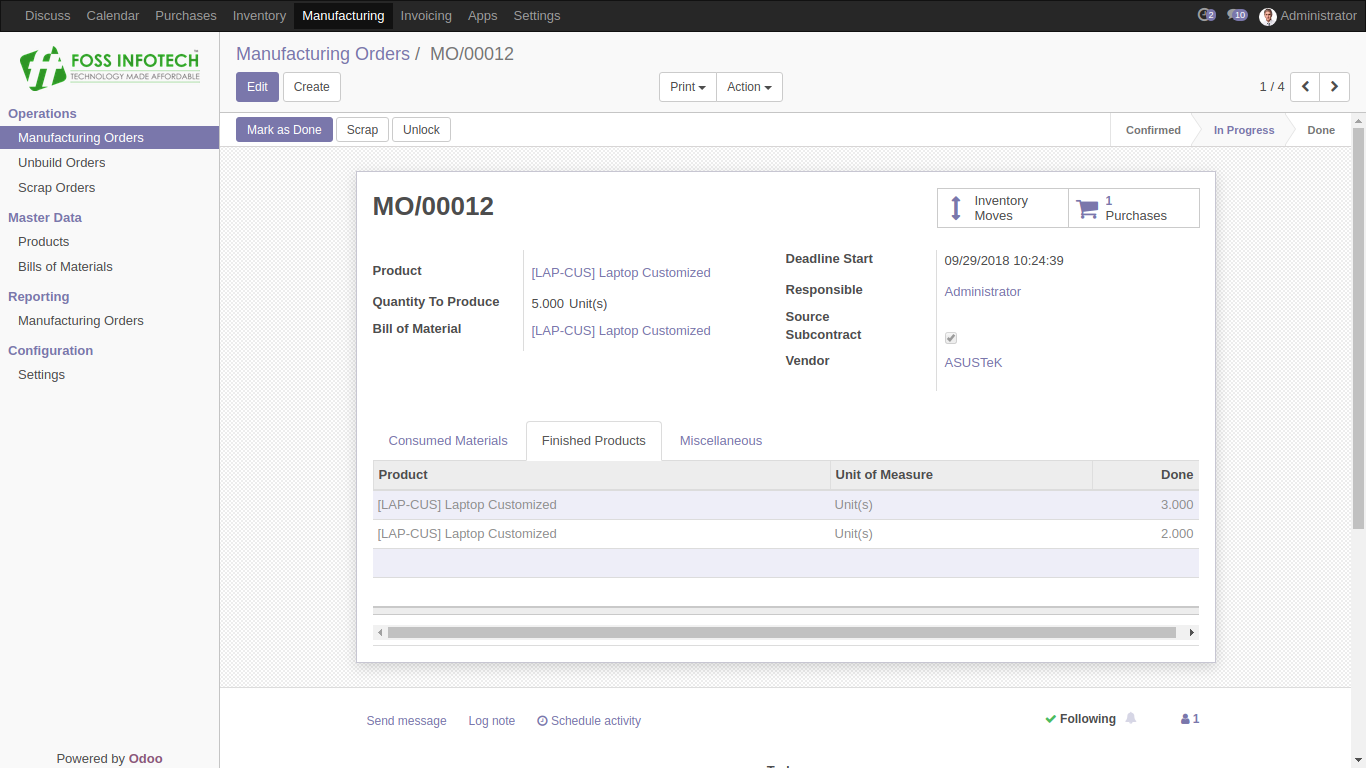 Discuss Calendar Purchases Inventory Manufacturing Invoicing Apps Settings 2 10 Administrator
FOSS INFOTECH
TECHNOLOGY MADE AFFORDABLE
Operations
Manufacturing Orders
Unbuild Orders
Scrap Orders
Master Data
Products
Bills of Materials
Reporting
Manufacturing Orders
Configuration
Settings
Powered by Odoo
Manufacturing Orders / MO/00012
Edit Create Print Action 1 / 4
Mark as Done Scrap Unlock Confirmed In Progress Done
MO/00012
Inventory Moves
1 Purchases
Product [LAP-CUS] Laptop Customized
Quantity To Produce 5.000 Unit(s)
Bill of Material [LAP-CUS] Laptop Customized
Deadline Start 09/29/2018 10:24:39
Responsible Administrator
Source
Subcontract
Vendor ASUSTeK
Consumed Materials Finished Products Miscellaneous
Product Unit of Measure Done
[LAP-CUS] Laptop Customized Unit(s) 3.000
[LAP-CUS] Laptop Customized Unit(s) 2.000
Send message Log note Schedule activity Following 1